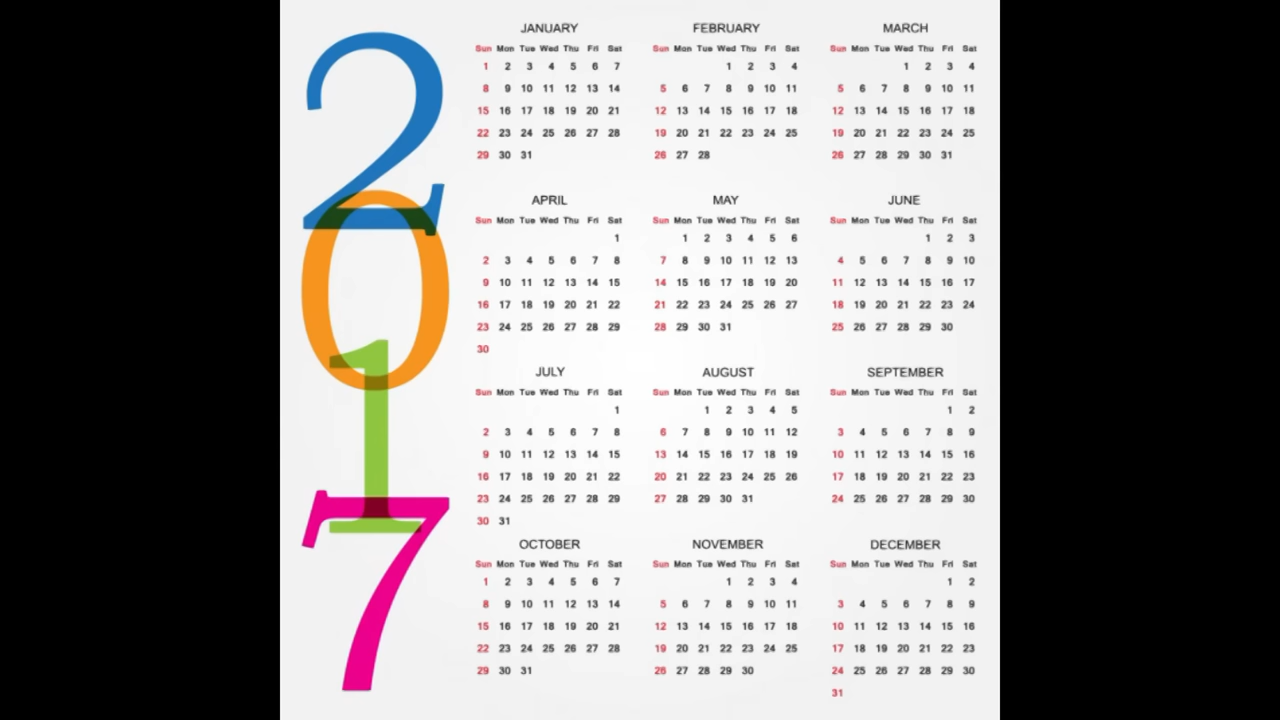 2017
JANUARY
Sun Mon Tue Wed Thu Fri Sat
1 2 3 4 5 6 7
8 9 10 11 12 13 14
15 16 17 18 19 20 21
22 23 24 25 26 27 28
29 30 31
FEBRUARY
Sun Mon Tue Wed Thu Fri Sat
1 2 3 4
5 6 7 8 9 10 11
12 13 14 15 16 17 18
19 20 21 22 23 24 25
26 27 28
MARCH
Sun Mon Tue Wed Thu Fri Sat
1 2 3 4
5 6 7 8 9 10 11
12 13 14 15 16 17 18
19 20 21 22 23 24 25
26 27 28 29 30 31
APRIL
Sun Mon Tue Wed Thu Fri Sat
1
2 3 4 5 6 7 8
9 10 11 12 13 14 15
16 17 18 19 20 21 22
23 24 25 26 27 28 29
30
MAY
Sun Mon Tue Wed Thu Fri Sat
1 2 3 4 5 6
7 8 9 10 11 12 13
14 15 16 17 18 19 20
21 22 23 24 25 26 27
28 29 30 31
JUNE
Sun Mon Tue Wed Thu Fri Sat
1 2 3
4 5 6 7 8 9 10
11 12 13 14 15 16 17
18 19 20 21 22 23 24
25 26 27 28 29 30
JULY
Sun Mon Tue Wed Thu Fri Sat
1
2 3 4 5 6 7 8
9 10 11 12 13 14 15
16 17 18 19 20 21 22
23 24 25 26 27 28 29
30 31
AUGUST
Sun Mon Tue Wed Thu Fri Sat
1 2 3 4 5
6 7 8 9 10 11 12
13 14 15 16 17 18 19
20 21 22 23 24 25 26
27 28 29 30 31
SEPTEMBER
Sun Mon Tue Wed Thu Fri Sat
1 2
3 4 5 6 7 8 9
10 11 12 13 14 15 16
17 18 19 20 21 22 23
24 25 26 27 28 29 30
OCTOBER
Sun Mon Tue Wed Thu Fri Sat
1 2 3 4 5 6 7
8 9 10 11 12 13 14
15 16 17 18 19 20 21
22 23 24 25 26 27 28
29 30 31
NOVEMBER
Sun Mon Tue Wed Thu Fri Sat
1 2 3 4
5 6 7 8 9 10 11
12 13 14 15 16 17 18
19 20 21 22 23 24 25
26 27 28 29 30
DECEMBER
Sun Mon Tue Wed Thu Fri Sat
1 2
3 4 5 6 7 8 9
10 11 12 13 14 15 16
17 18 19 20 21 22 23
24 25 26 27 28 29 30
31